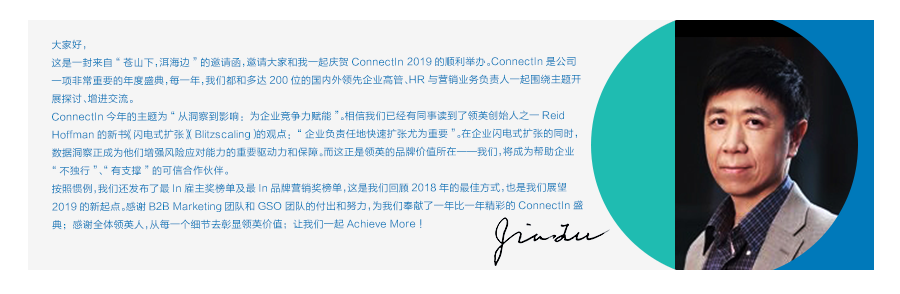 大家好，
这是一封来自“苍山下，洱海边”的邀请函，邀请大家和我一起庆贺 ConnectIn 2019 的顺利举办。ConnectIn 是公司
一项非常重要的年度盛典，每一年，我们都和多达 200 位的国内外领先企业高管、HR 与营销业务负责人一起围绕主题开
展探讨、增进交流。
ConnectIn 今年的主题为“从洞察到影响：为企业竞争力赋能”。相信我们已经有同事读到了领英创始人之一 Reid
Hoffman 的新书《闪电式扩张》（Blitzscaling）的观点：“企业负责任地快速扩张尤为重要”。在企业闪电式扩张的同时，
数据洞察正成为他们增强风险应对能力的重要驱动力和保障。而这正是领英的品牌价值所在——我们，将成为帮助企业
“不独行”、“有支撑”的可信合作伙伴。
按照惯例，我们还发布了最 In 雇主奖榜单及最 In 品牌营销奖榜单，这是我们回顾 2018 年的最佳方式，也是我们展望
2019 的新起点。感谢 B2B Marketing 团队和 GSO 团队的付出和努力，为我们奉献了一年比一年精彩的 ConnectIn 盛
典；感谢全体领英人，从每一个细节去彰显领英价值；让我们一起 Achieve More！